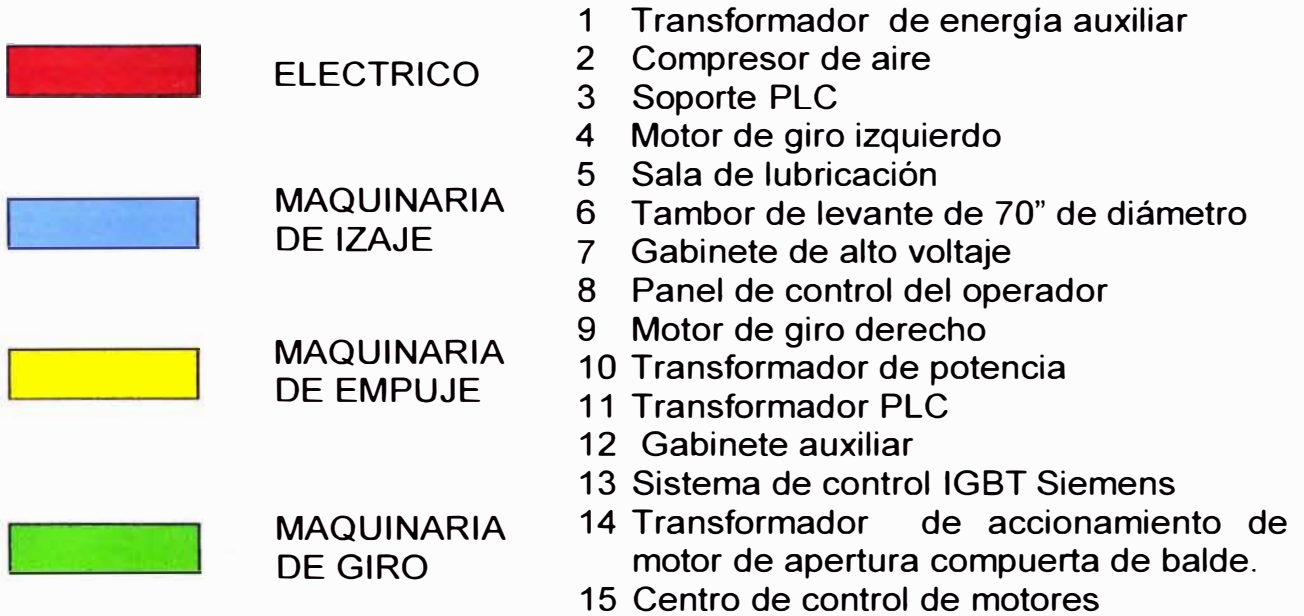 ELECTRICO
MAQUINARIA
DE IZAJE
MAQUINARIA
DE EMPUJE
MAQUINARIA
DE GIRO
1 Transformador de energía auxiliar
2 Compresor de aire
3 Soporte PLC
4 Motor de giro izquierdo
5 Sala de lubricación
6 Tambor de levante de 70” de diámetro
7 Gabinete de alto voltaje
8 Panel de control del operador
9 Motor de giro derecho
10 Transformador de potencia
11 Transformador PLC
12 Gabinete auxiliar
13 Sistema de control IGBT Siemens
14 Transformador de accionamiento de
motor de apertura compuerta de balde.
15 Centro de control de motores